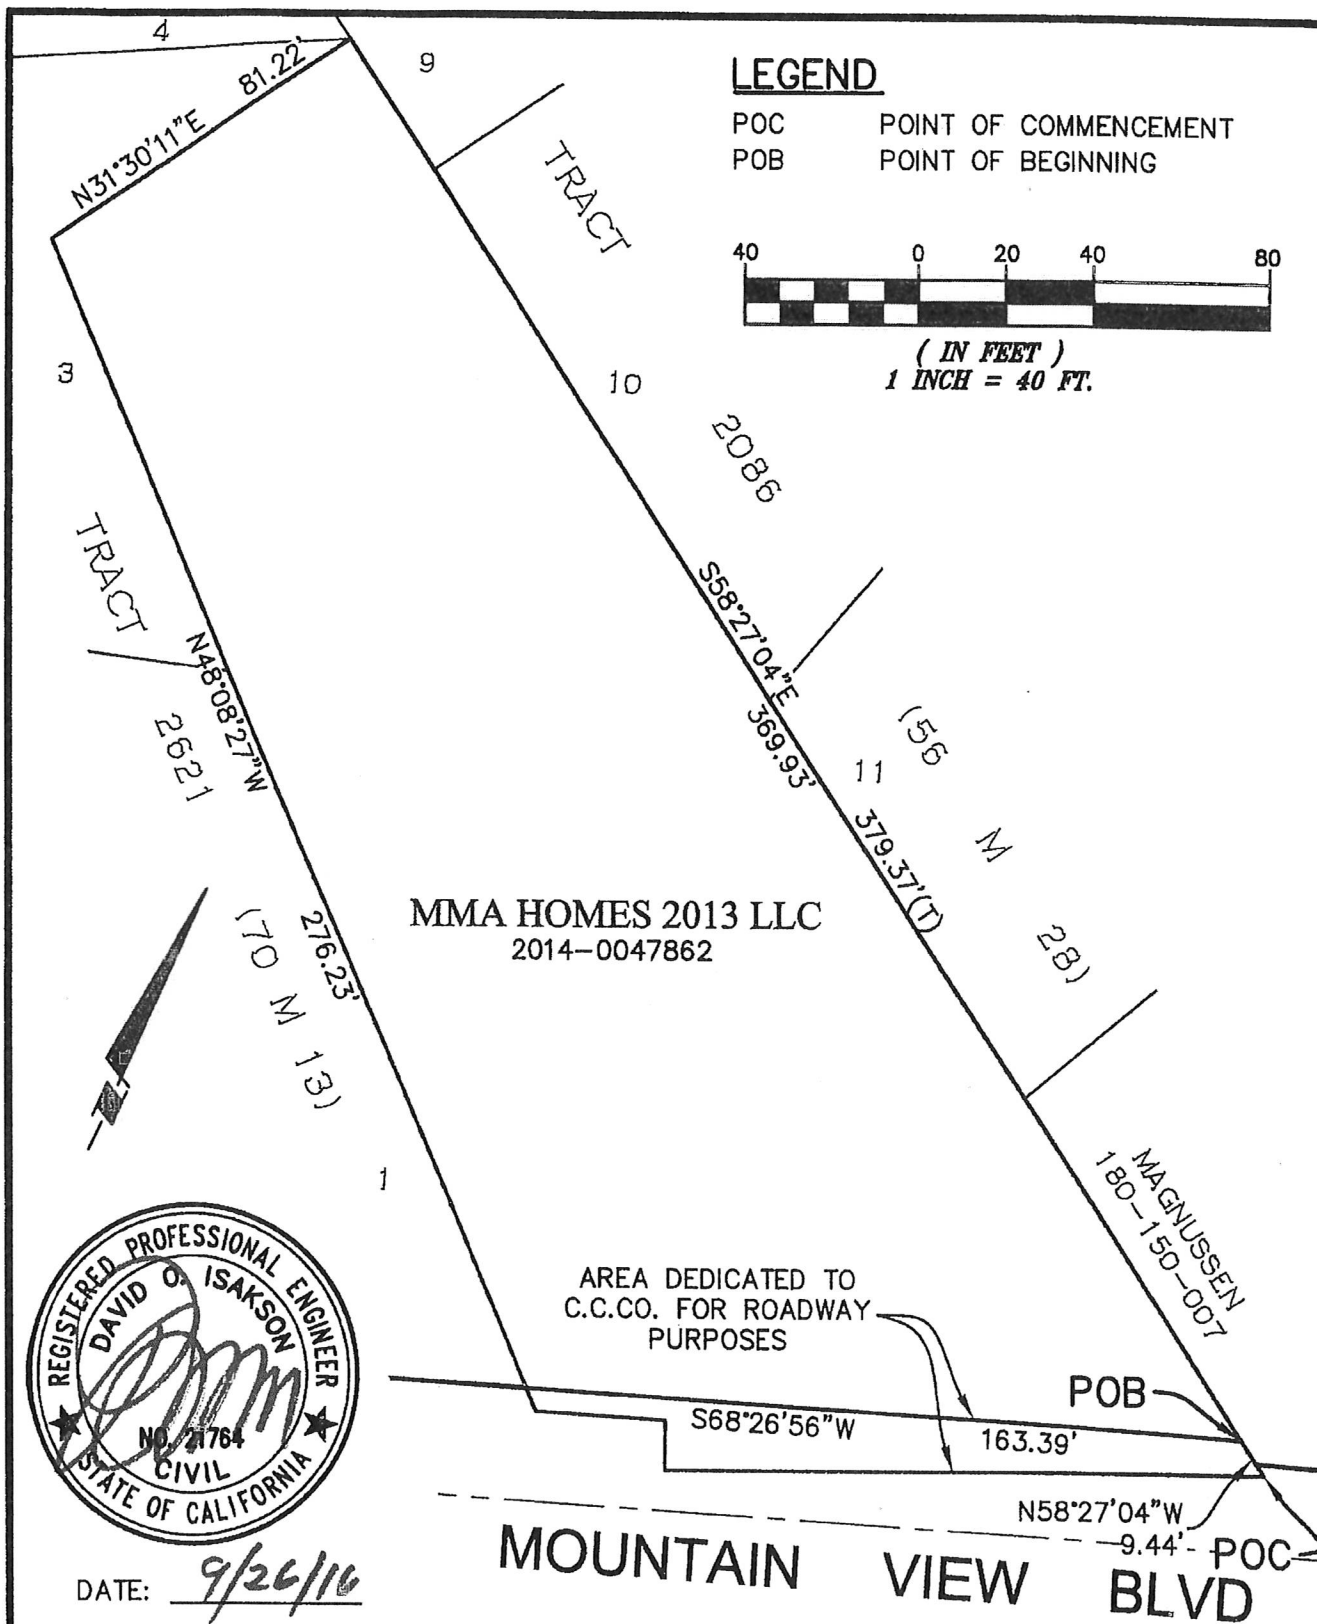 4
9
LEGEND
POC POINT OF COMMENCEMENT
POB POINT OF BEGINNING
81.22'
N31°30'11"E
TRACT
40 0 20 40 80
( IN FEET )
1 INCH = 40 FT.
3
10
2086
TRACT
S58°27'04"E
369.93'
N48°08'27"W
2621
(56
11
379.37'(T)
M
28)
MMA HOMES 2013 LLC
2014-0047862
276.23'
(70 M 13)
1
MAGNUSSEN
180-150-007
REGISTERED PROFESSIONAL ENGINEER
DAVID O. ISAKSON
NO. 21764
CIVIL
STATE OF CALIFORNIA
AREA DEDICATED TO
C.C.CO. FOR ROADWAY
PURPOSES
POB
S68°26'56"W
163.39'
N58°27'04"W
9.44'
POC
MOUNTAIN VIEW BLVD
DATE: 9/26/16